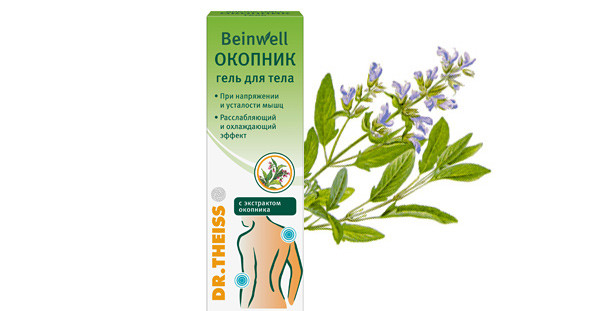 Beinwell
ОКОПНИК
гель для тела
• При напряжении
и усталости мышц
• Расслабляющий
и охлаждающий
эффект
с экстрактом
окопника
DR.THEISS